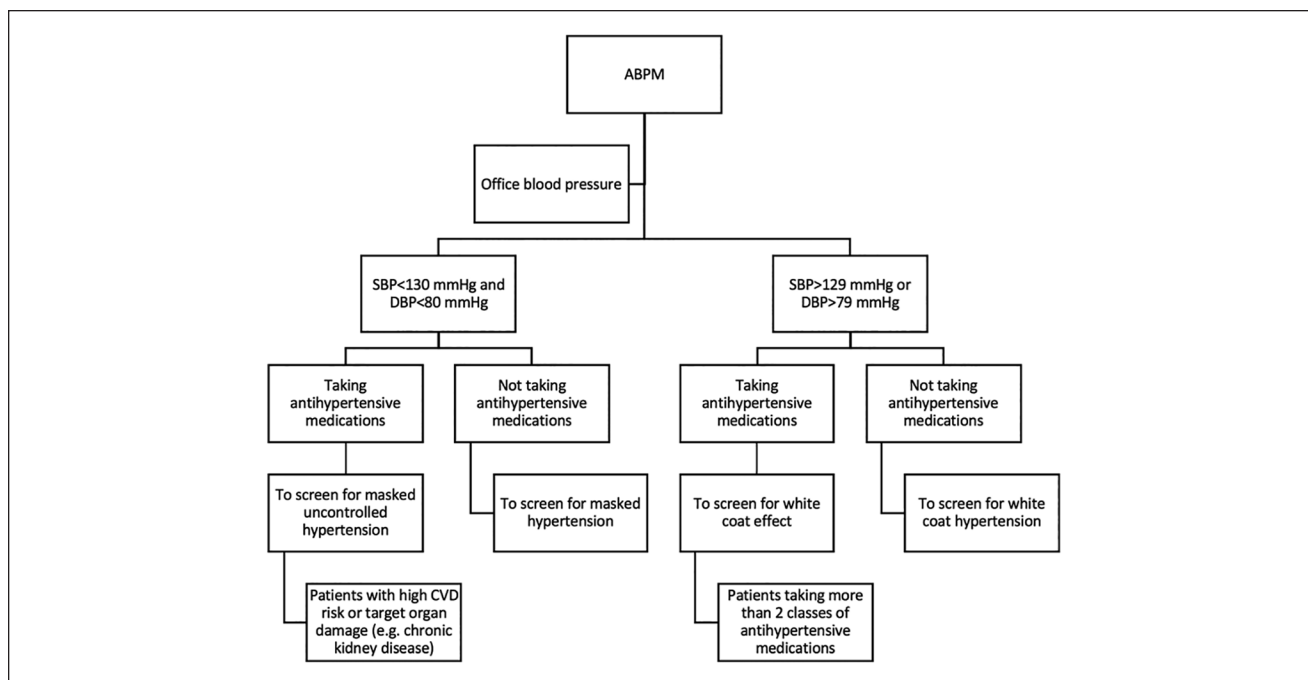 ABPM
Office blood pressure
SBP<130 mmHg and
DBP<80 mmHg
SBP>129 mmHg or
DBP>79 mmHg
Taking
antihypertensive
medications
Not taking
antihypertensive
medications
Taking
antihypertensive
medications
Not taking
antihypertensive
medications
To screen for masked
uncontrolled
hypertension
To screen for masked
hypertension
To screen for white
coat effect
To screen for white
coat hypertension
Patients with high CVD
risk or target organ
damage (e.g. chronic
kidney disease)
Patients taking more
than 2 classes of
antihypertensive
medications